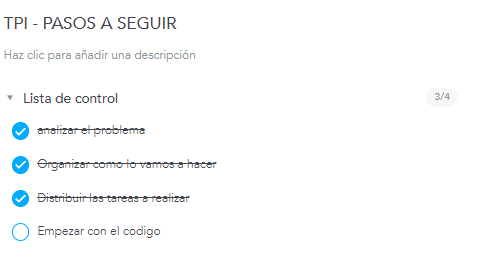 TPI - PASOS A SEGUIR
Haz clic para añadir una descripción
Lista de control
3/4
analizar el problema
Organizar como lo vamos a hacer
Distribuir las tareas a realizar
Empezar con el codigo